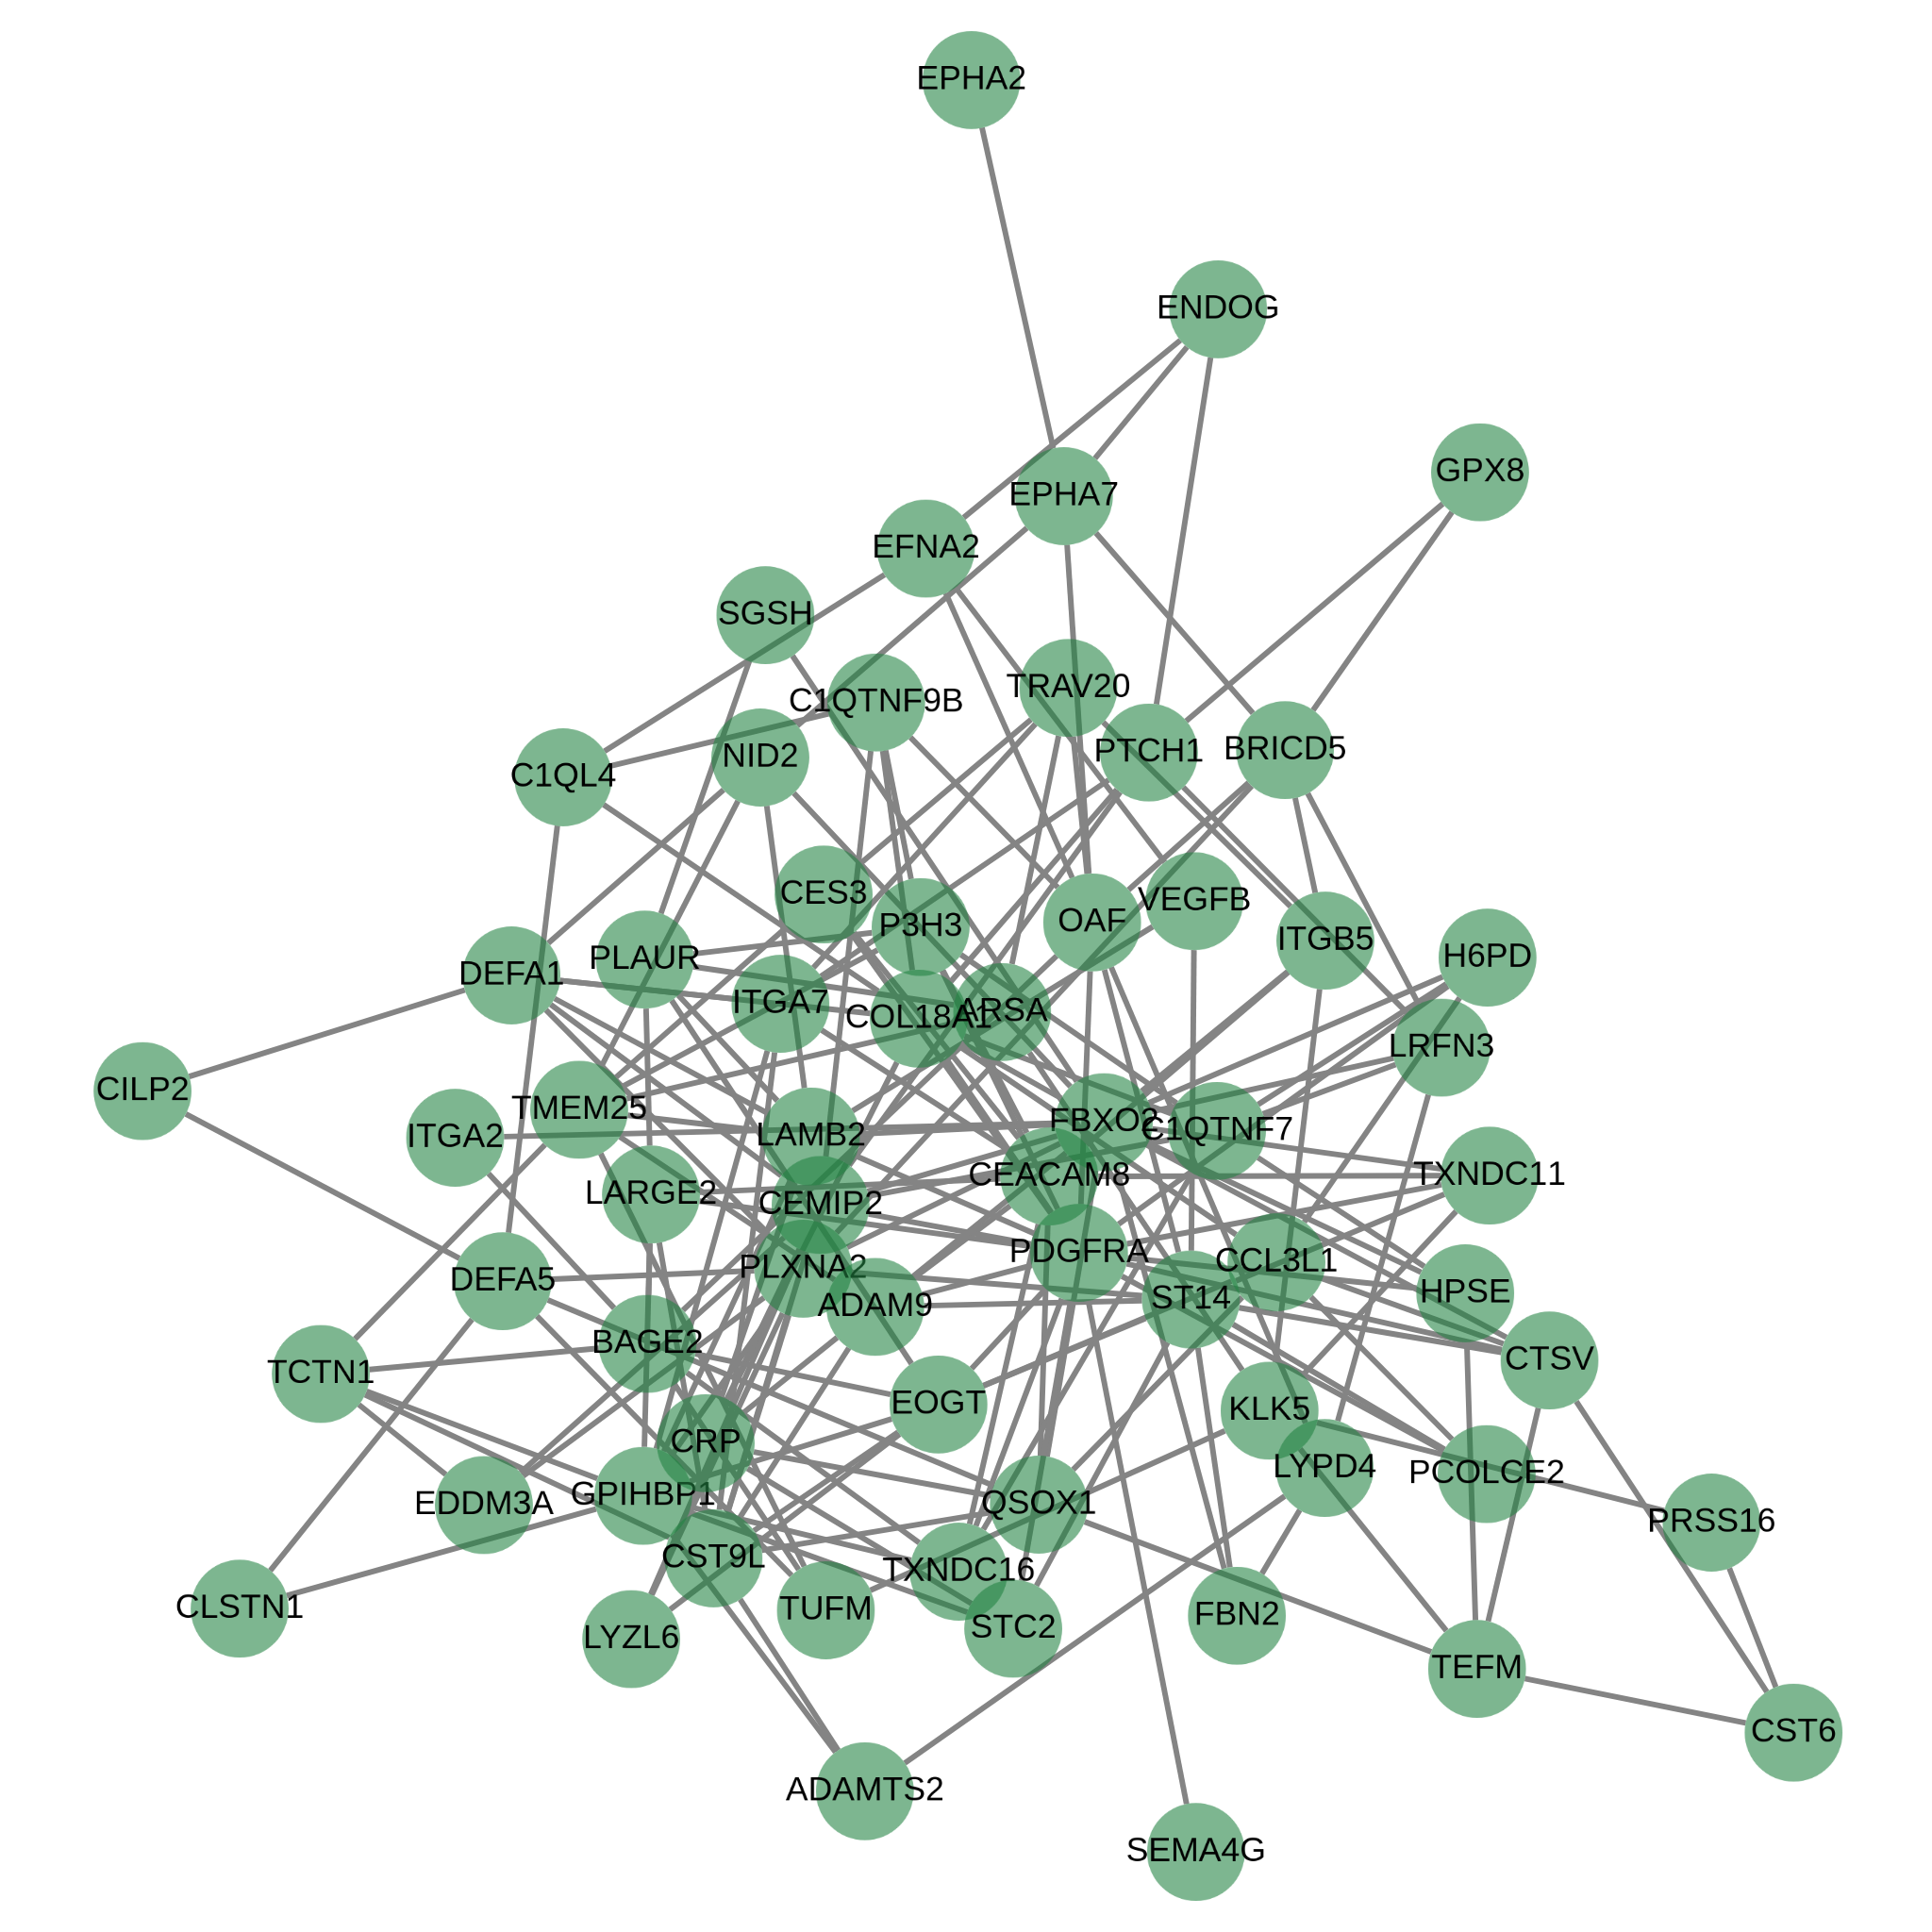 EPHA2
ENDOG
GPX8
EPHA7
EFNA2
SGSH
TRAV20
C1QTNF9B
PTCH1
BRICD5
NID2
C1QL4
CES3
VEGFB
P3H3
OAF
ITGB5
H6PD
PLAUR
DEFA1
ITGA7
ARSA
COL18A1
LRFN3
CILP2
TMEM25
FBXO2
C1QTNF7
ITGA2
LAMB2
CEACAM8
TXNDC11
LARGE2
CEMIP2
PDGFRA
CCL3L1
PLXNA2
DEFA5
HPSE
ST14
ADAM9
BAGE2
CTSV
TCTN1
EOGT
KLK5
CRP
LYPD4
PCOLCE2
GPIHBP1
EDDM3A
QSOX1
PRSS16
CST9L
TXNDC16
CLSTN1
TUFM
FBN2
STC2
LYZL6
TEFM
CST6
ADAMTS2
SEMA4G